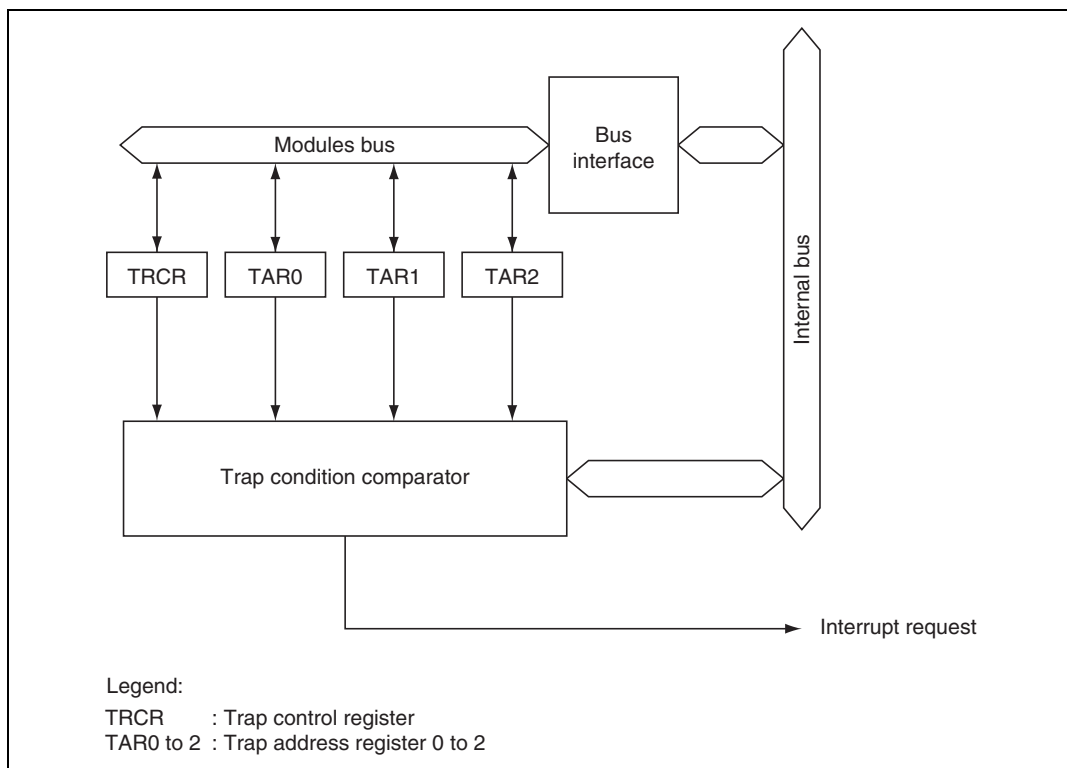 Bus
interface
Modules bus
Internal bus
TRCR
TAR0
TAR1
TAR2
Trap condition comparator
Interrupt request
Legend:
TRCR : Trap control register
TAR0 to 2 : Trap address register 0 to 2